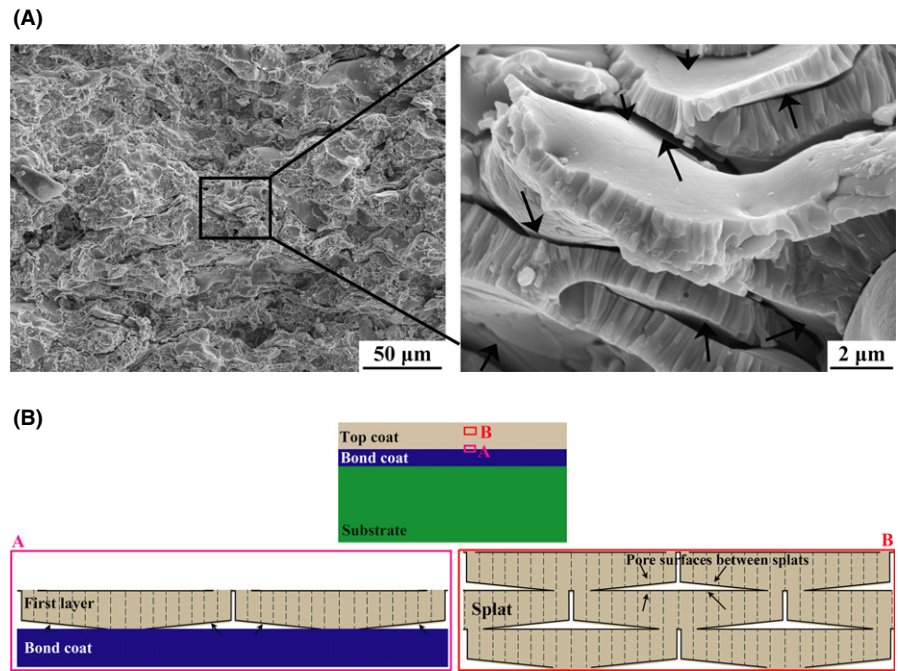 (A)
50 μm
2 μm
(B)
Top coat
B
A
Bond coat
Substrate
A
B
First layer
Bond coat
Pore surfaces between splats
Splat